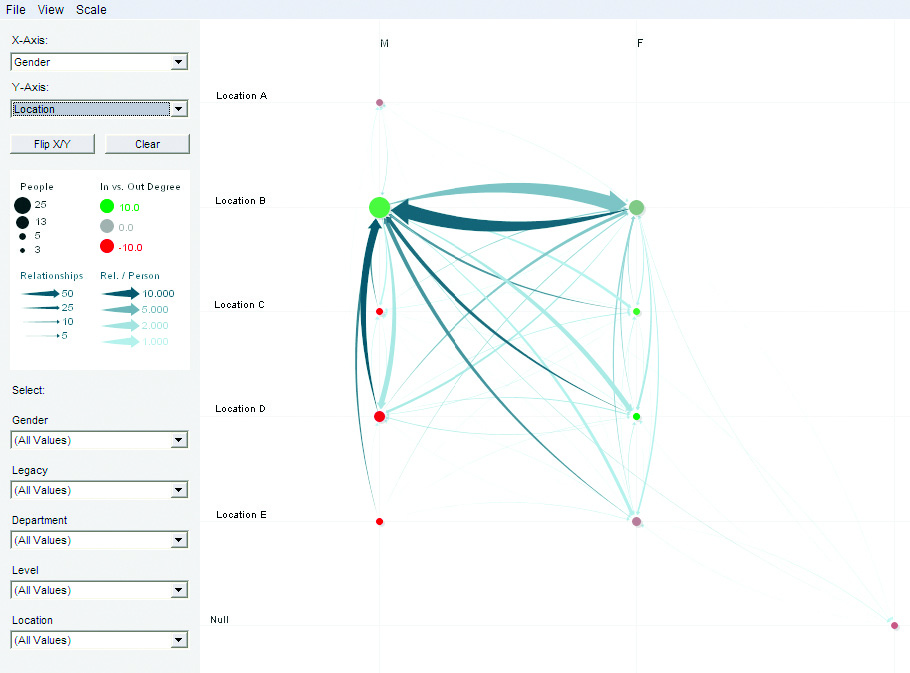 File View Scale
X-Axis:
Gender
Y-Axis:
Location
Flip X/Y Clear
People In vs. Out Degree
25 10.0
13 0.0
5
3 -10.0
Relationships Rel. / Person
50 10.000
25 5.000
10 2.000
5 1.000
Select:
Gender
(All Values)
Legacy
(All Values)
Department
(All Values)
Level
(All Values)
Location
(All Values)
M F
Location A
Location B
Location C
Location D
Location E
Null